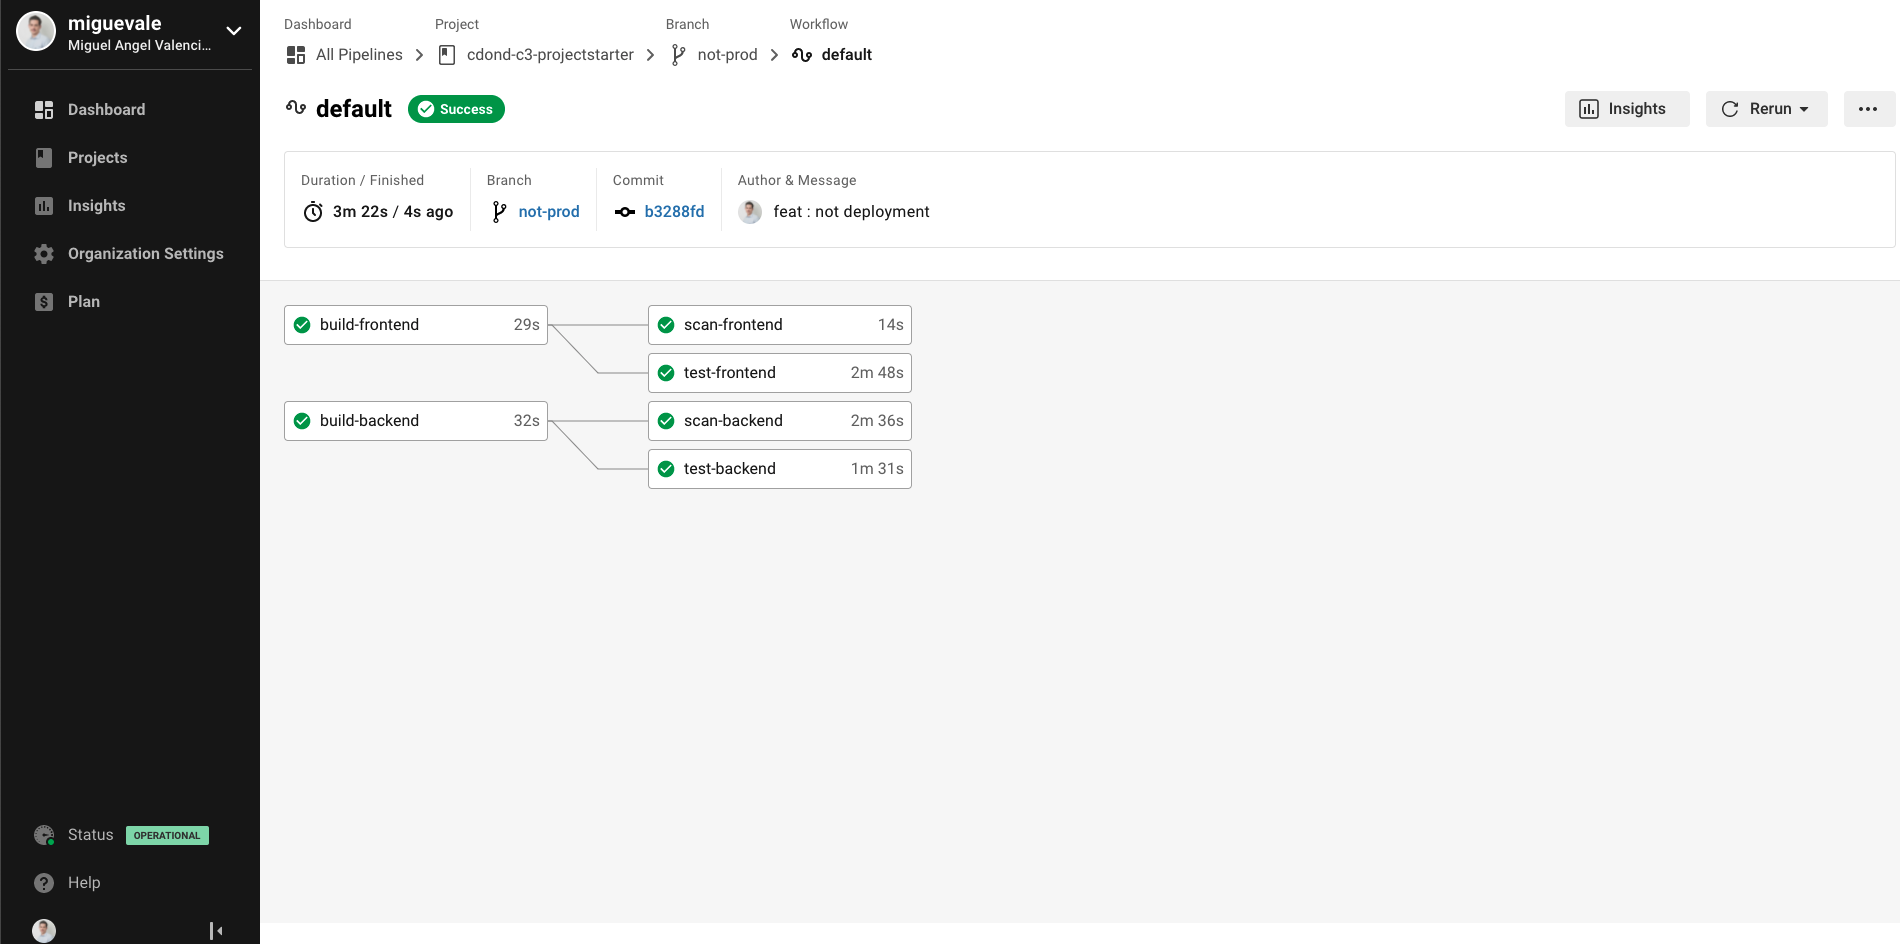 miguevale
Miguel Angel Valenci...
Dashboard
Projects
Insights
Organization Settings
Plan
Status OPERATIONAL
Help
Dashboard Project Branch Workflow
All Pipelines cdond-c3-projectstarter not-prod default
default Success Insights Rerun
Duration / Finished Branch Commit Author & Message
3m 22s / 4s ago not-prod b3288fd feat : not deployment
build-frontend 29s scan-frontend 14s
test-frontend 2m 48s
build-backend 32s scan-backend 2m 36s
test-backend 1m 31s